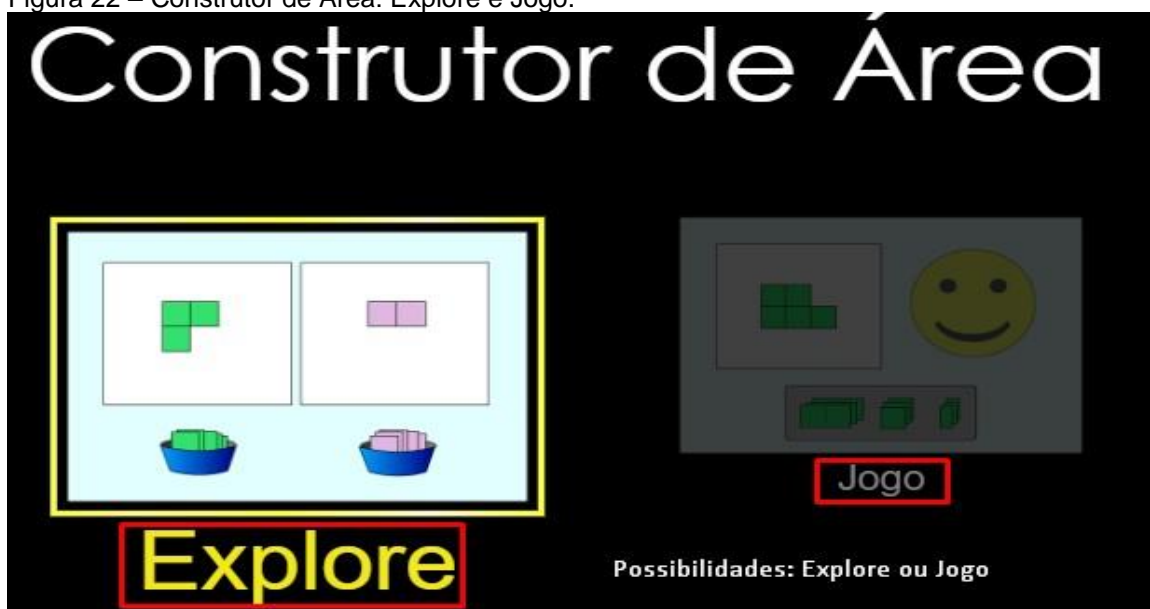 Figura 22 – Construtor de Área: Explore e Jogo.
Construtor de Área
Jogo
Explore
Possibilidades: Explore ou Jogo